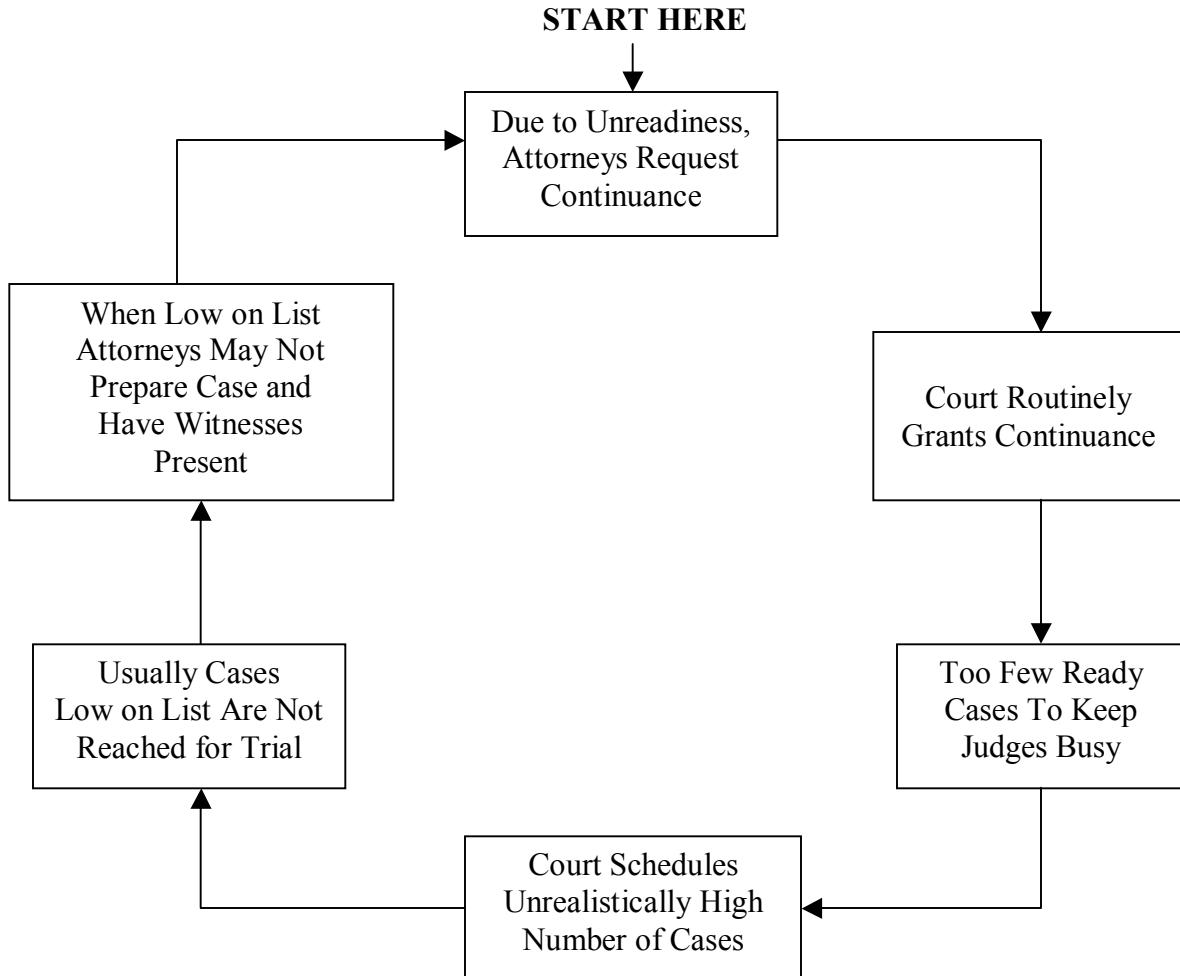 START HERE
Due to Unreadiness,
Attorneys Request
Continuance
Court Routinely
Grants Continuance
Too Few Ready
Cases To Keep
Judges Busy
Court Schedules
Unrealistically High
Number of Cases
Usually Cases
Low on List Are Not
Reached for Trial
When Low on List
Attorneys May Not
Prepare Case and
Have Witnesses
Present